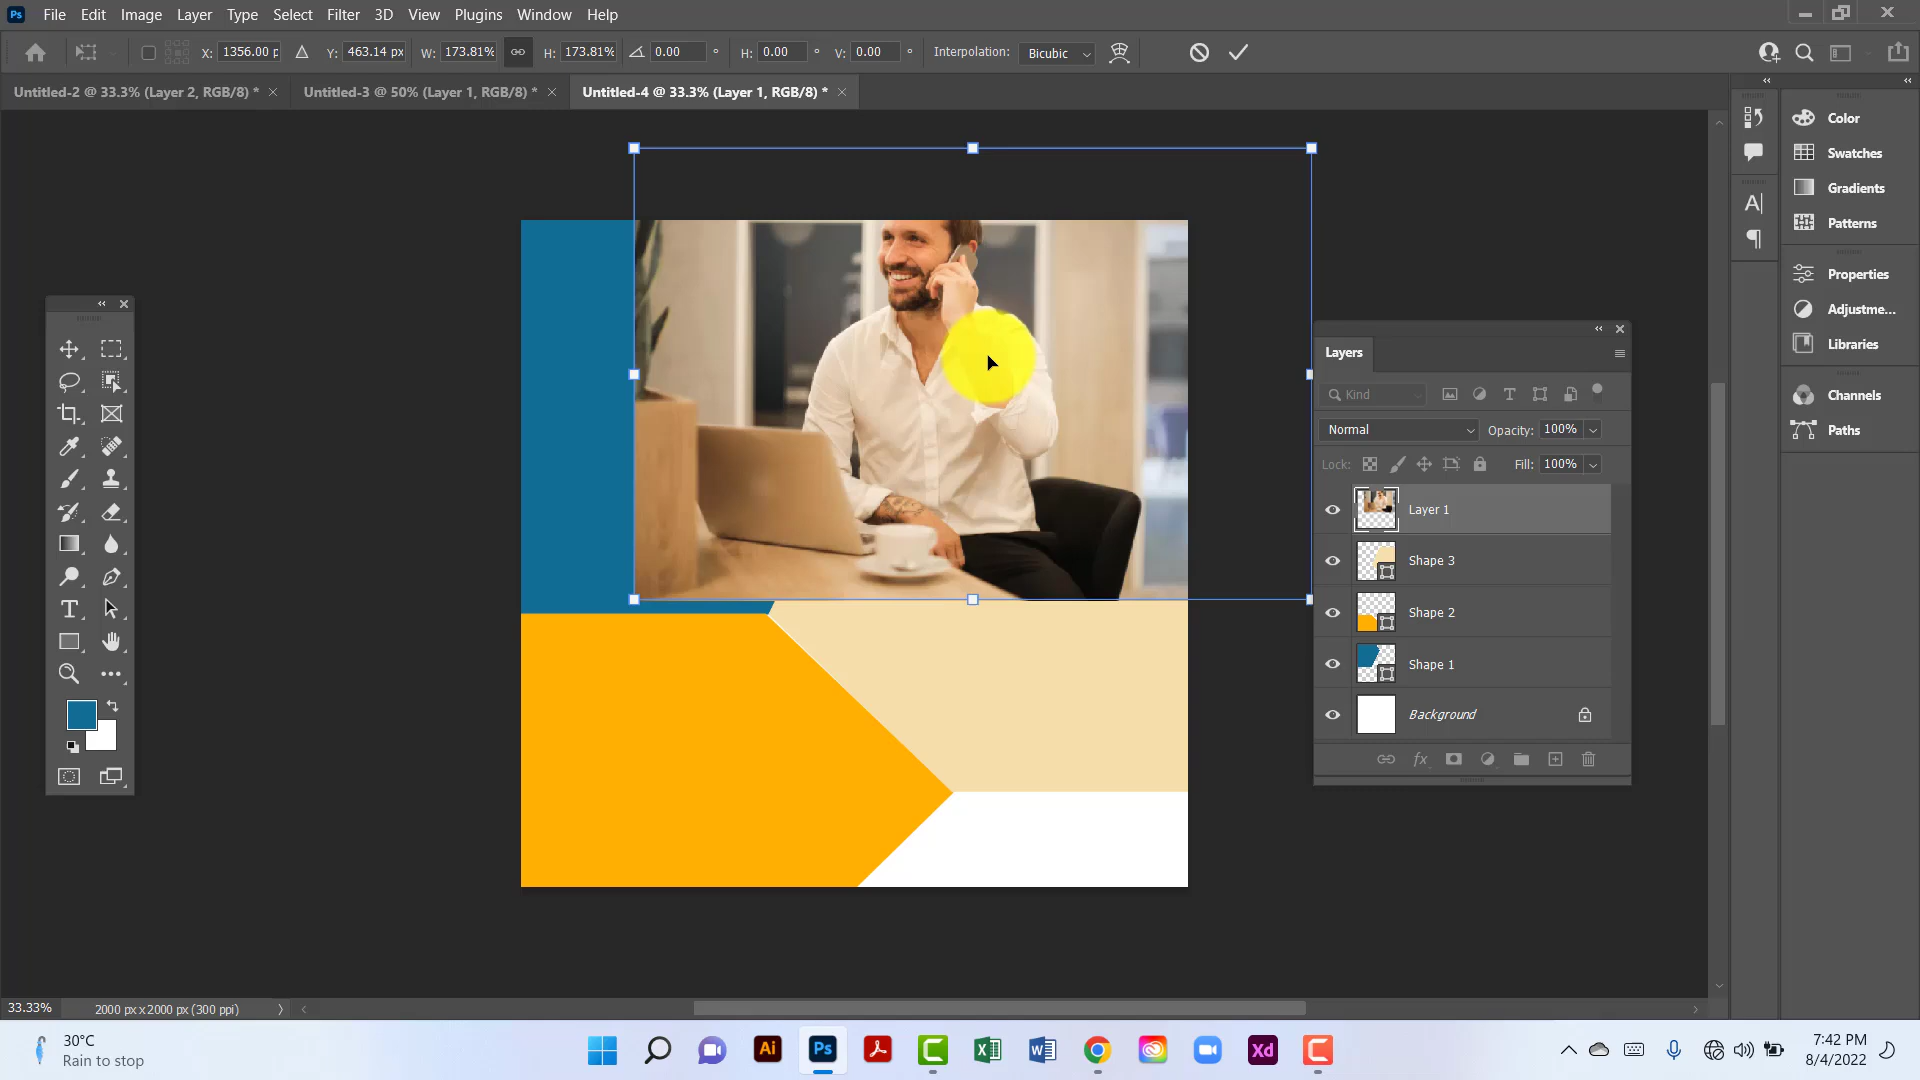 Ps File Edit Image Layer Type Select Filter 3D View Plugins Window Help
X: 1356.00 p Y: 463.14 px W: 173.81% H: 173.81% 0.00 ° H: 0.00 ° V: 0.00 ° Interpolation: Bicubic
Untitled-2 @ 33.3% (Layer 2, RGB/8) * Untitled-3 @ 50% (Layer 1, RGB/8) * Untitled-4 @ 33.3% (Layer 1, RGB/8) *
Color
Swatches
Gradients
Patterns
Properties
Adjustme...
Libraries
Channels
Paths
Layers
Kind
Normal Opacity: 100%
Lock: Fill: 100%
Layer 1
Shape 3
Shape 2
Shape 1
Background
fx
33.33% 2000 px x 2000 px (300 ppi)
30°C
Rain to stop
Ai Ps Xd
7:42 PM
8/4/2022